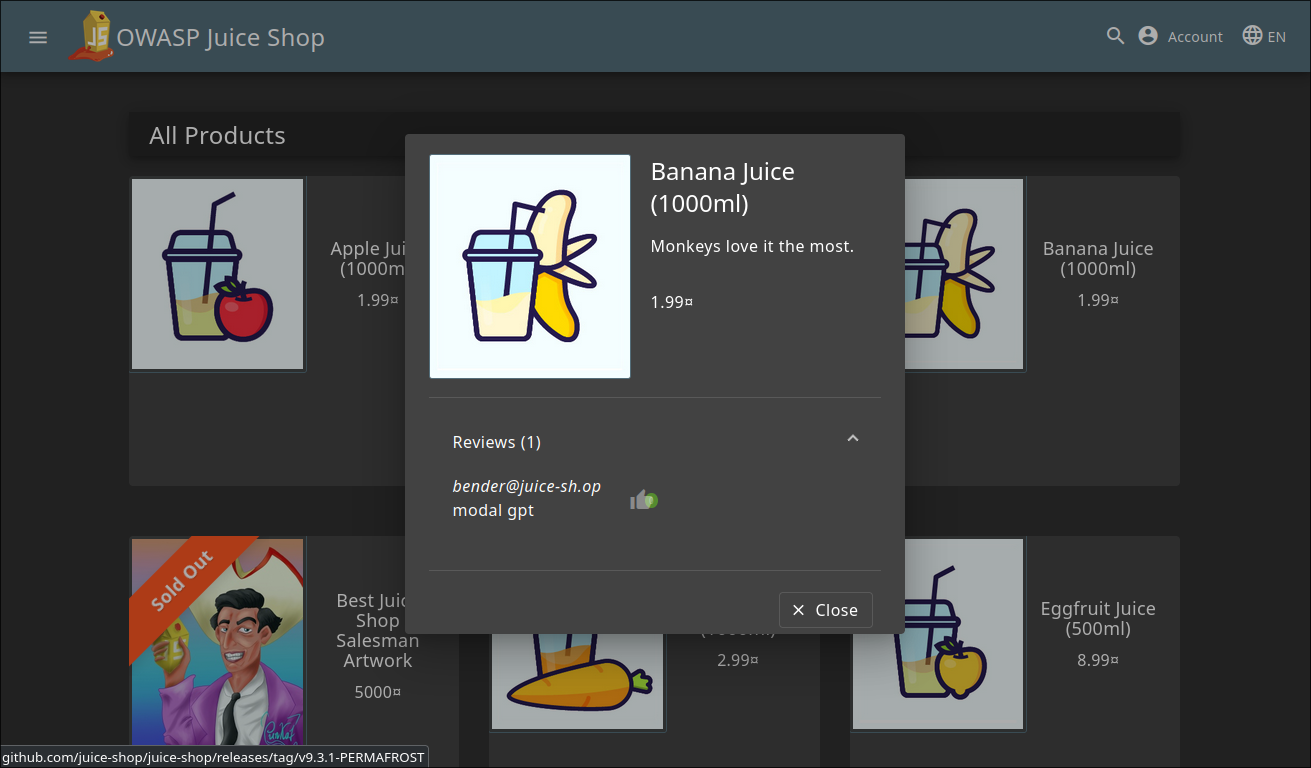 OWASP Juice Shop
Account
EN
All Products
Apple Jui
(1000m
1.99¤
Banana Juice
(1000ml)
Monkeys love it the most.
1.99¤
Banana Juice
(1000ml)
1.99¤
Reviews (1)
bender@juice-sh.op
modal gpt
Close
Sold Out
Best Juic
Shop
Salesman
Artwork
5000¤
(1000ml)
2.99¤
Eggfruit Juice
(500ml)
8.99¤
github.com/juice-shop/juice-shop/releases/tag/v9.3.1-PERMAFROST